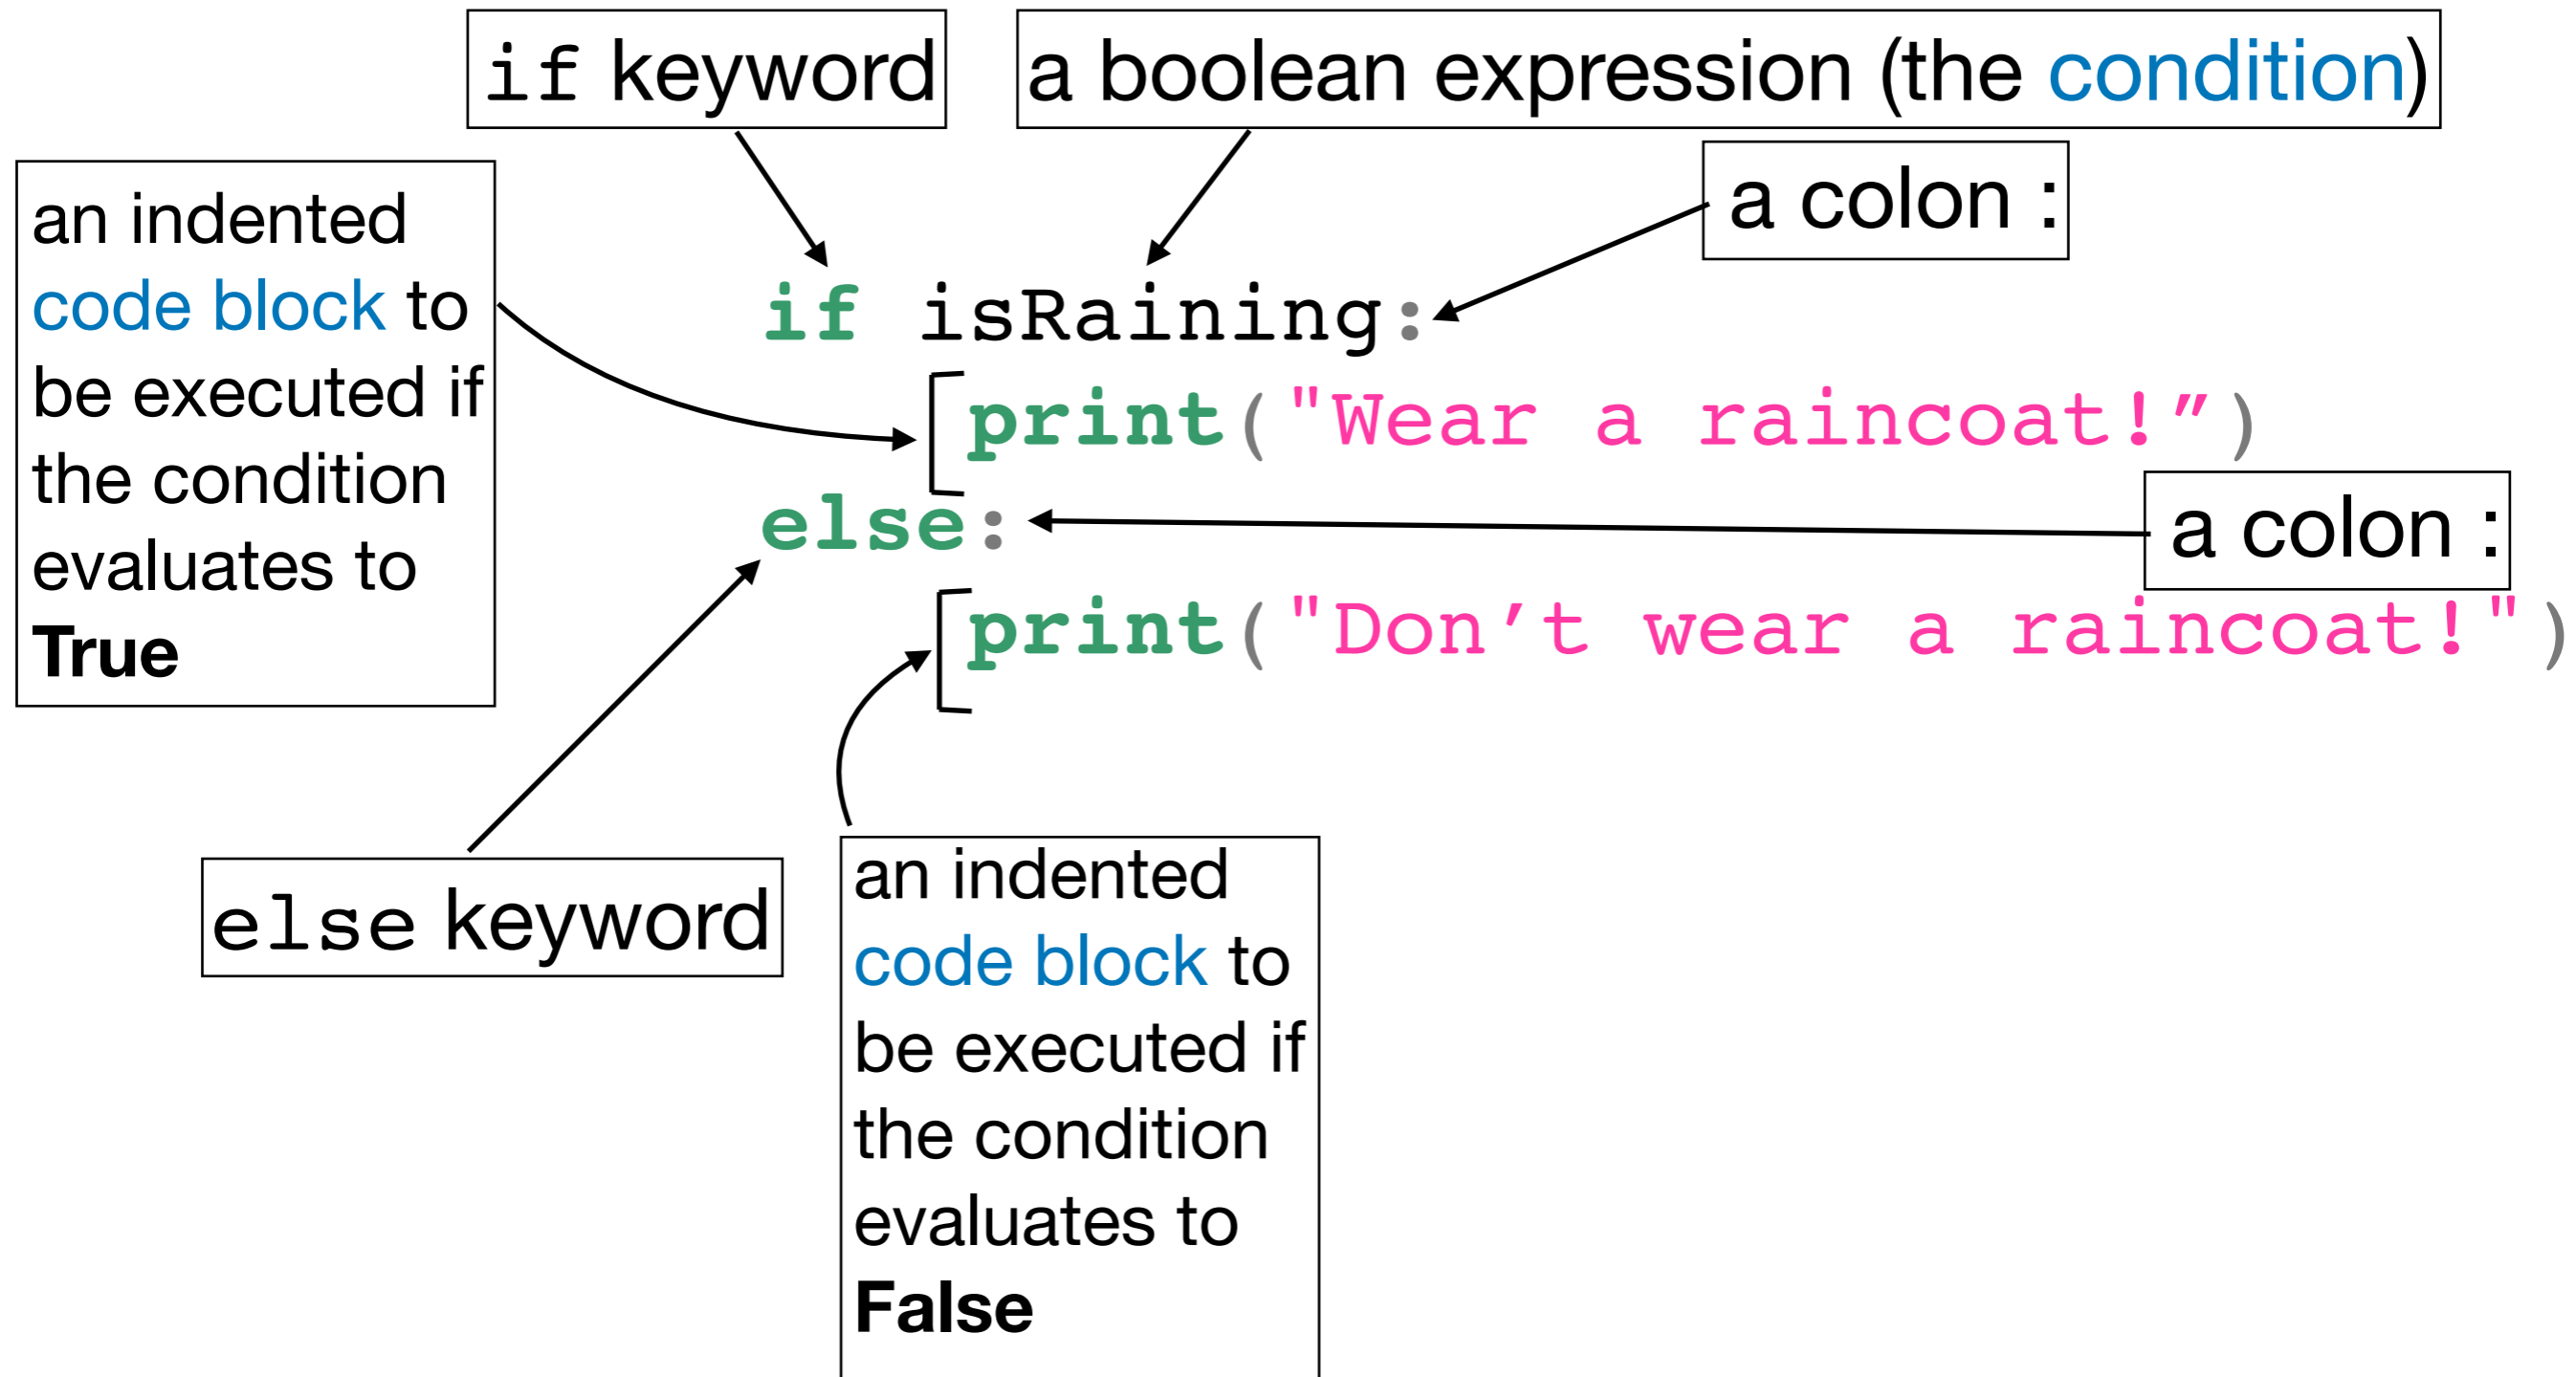 if keyword
a boolean expression (the condition)
a colon :
an indented
code block to
be executed if
the condition
evaluates to
True
if isRaining:
print("Wear a raincoat!”)
else:
a colon :
print("Don’t wear a raincoat!")
else keyword
an indented
code block to
be executed if
the condition
evaluates to
False